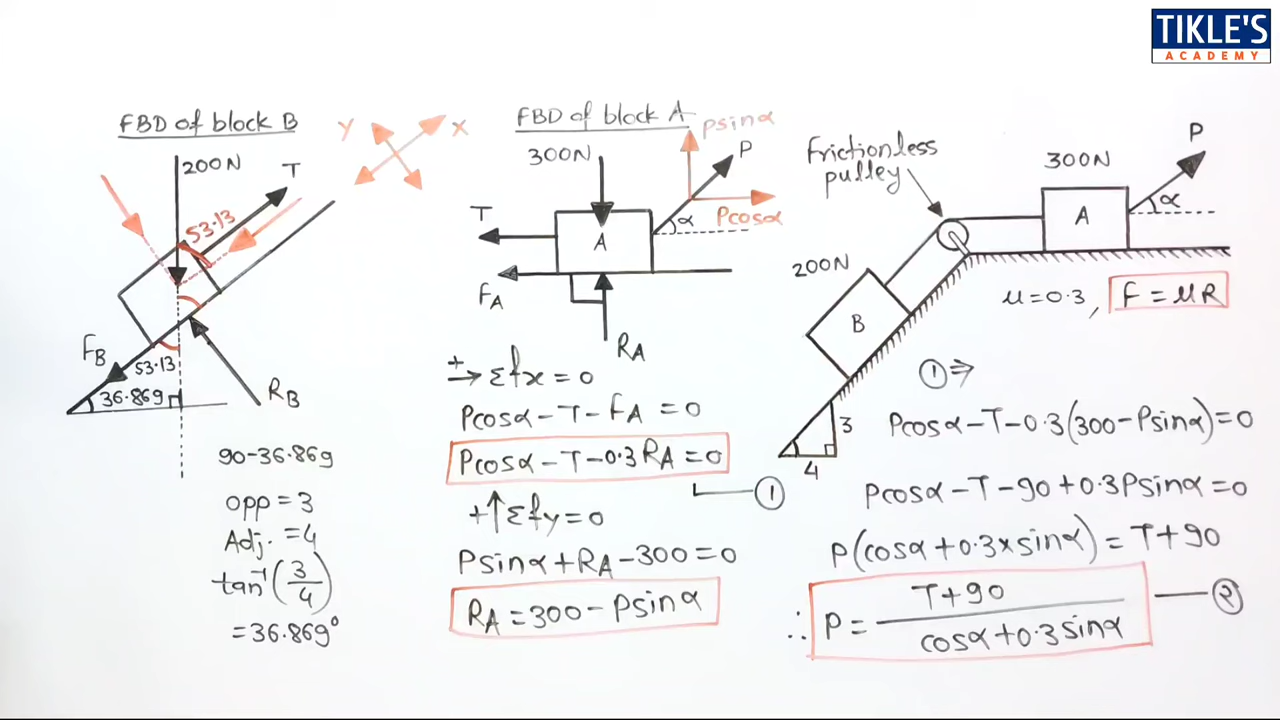 TIKLE'S
ACADEMY
FBD of block B
200N
T
Y
X
53.13
FB
53.13
36.869
RB
90-36.869
opp = 3
Adj. = 4
tan⁻¹(3/4)
= 36.869°
FBD of block A
300N
Psinα
P
T
A
α
Pcosα
FA
RA
+→ Σfx = 0
Pcosα - T - FA = 0
Pcosα - T - 0.3RA = 0
①
+↑Σfy = 0
Psinα + RA - 300 = 0
RA = 300 - Psinα
Frictionless
pulley
300N
P
A
α
200N
B
μ = 0.3, F = μR
3
4
① ⇒
Pcosα - T - 0.3(300 - Psinα) = 0
Pcosα - T - 90 + 0.3Psinα = 0
P(cosα + 0.3 x sinα) = T + 90
∴ P = T + 90 / cosα + 0.3 sinα — ②